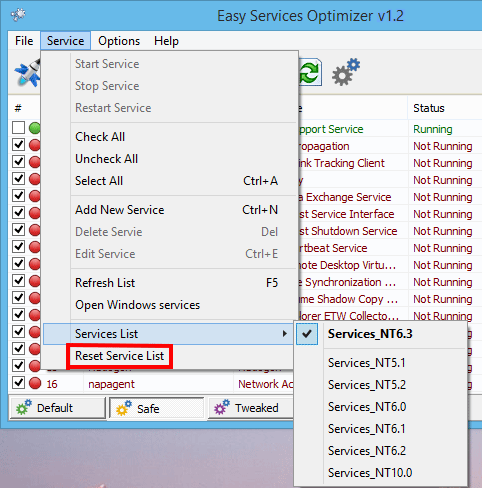 Easy Services Optimizer v1.2
File Service Options Help
Start Service
Stop Service
Restart Service
Check All
Uncheck All
Select All Ctrl+A
Add New Service Ctrl+N
Delete Servie Del
Edit Service Ctrl+E
Refresh List F5
Open Windows services
Services List
Reset Service List
# Status
pport Service Running
opagation Not Running
ink Tracking Client Not Running
y Not Running
a Exchange Service Not Running
st Service Interface Not Running
st Shutdown Service Not Running
artbeat Service Not Running
mote Desktop Virtu... Not Running
me Synchronization ... Not Running
me Shadow Copy ... Not Running
plorer ETW Collecto... Not Running
Services_NT6.3
Services_NT5.1
Services_NT5.2
Services_NT6.0
Services_NT6.1
Services_NT6.2
Services_NT10.0
16 napagent Network Ac
Default Safe Tweaked